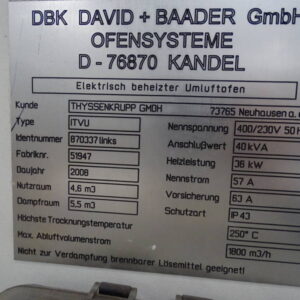 DBK DAVID + BAADER GmbH
OFENSYSTEME
D - 76870 KANDEL
Elektrisch beheizter Umluftofen
Kunde THYSSENKRUPP GMBH 73765 Neuhausen a.
Type ITVU Nennspannung 400/230V 50H
Identnummer 870337 links Anschlußwert 40 kVA
Fabriknr. 51947 Heizleistung 36 kW
Baujahr 2008 Nennstrom 57 A
Nutzraum 4,6 m3 Vorsicherung 63 A
Dampfraum 5,5 m3 Schutzart IP 43
Höchste Trocknungstemperatur 250° C
Max. Abluftvolumenstrom 1800 m3/h
Nicht zur Verdampfung brennbarer Lösemittel geeignet!